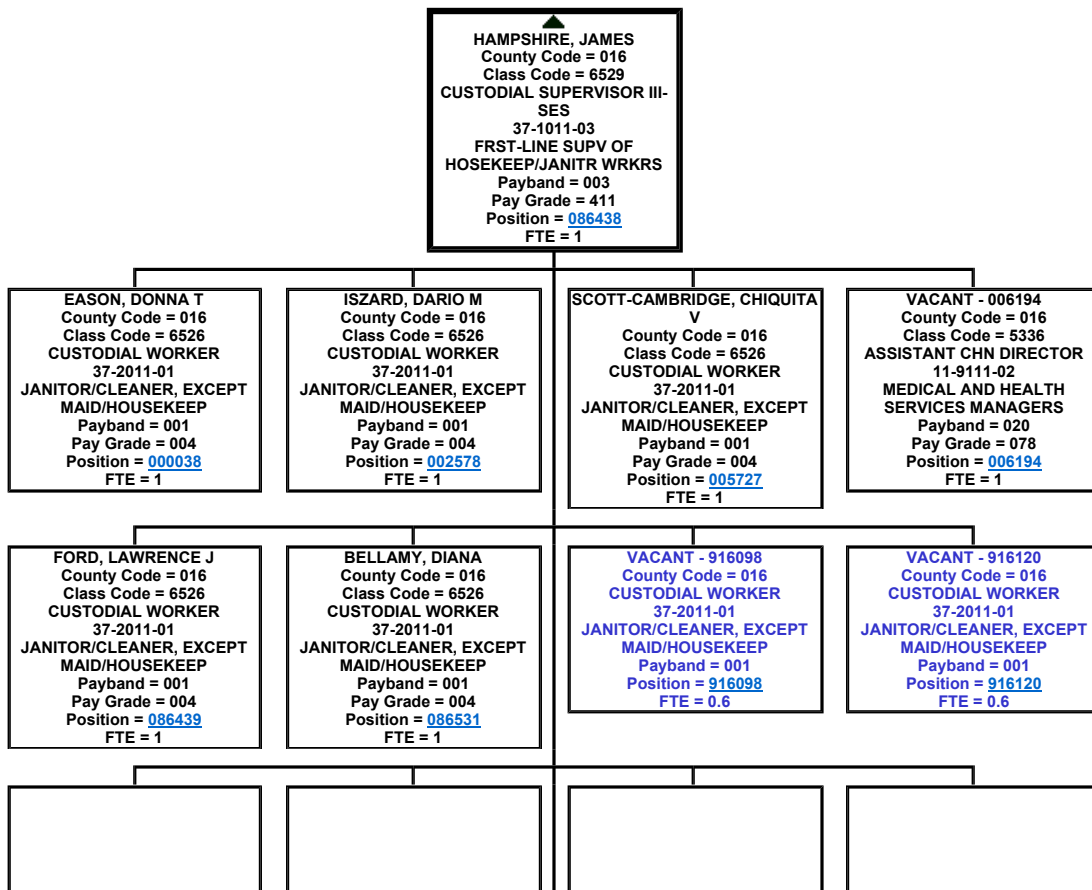 HAMPSHIRE, JAMES
County Code = 016
Class Code = 6529
CUSTODIAL SUPERVISOR III-
SES
37-1011-03
FRST-LINE SUPV OF
HOSEKEEP/JANITR WRKRS
Payband = 003
Pay Grade = 411
Position = 086438
FTE = 1
EASON, DONNA T
County Code = 016
Class Code = 6526
CUSTODIAL WORKER
37-2011-01
JANITOR/CLEANER, EXCEPT
MAID/HOUSEKEEP
Payband = 001
Pay Grade = 004
Position = 000038
FTE = 1
ISZARD, DARIO M
County Code = 016
Class Code = 6526
CUSTODIAL WORKER
37-2011-01
JANITOR/CLEANER, EXCEPT
MAID/HOUSEKEEP
Payband = 001
Pay Grade = 004
Position = 002578
FTE = 1
SCOTT-CAMBRIDGE, CHIQUITA
V
County Code = 016
Class Code = 6526
CUSTODIAL WORKER
37-2011-01
JANITOR/CLEANER, EXCEPT
MAID/HOUSEKEEP
Payband = 001
Pay Grade = 004
Position = 005727
FTE = 1
VACANT - 006194
County Code = 016
Class Code = 5336
ASSISTANT CHN DIRECTOR
11-9111-02
MEDICAL AND HEALTH
SERVICES MANAGERS
Payband = 020
Pay Grade = 078
Position = 006194
FTE = 1
FORD, LAWRENCE J
County Code = 016
Class Code = 6526
CUSTODIAL WORKER
37-2011-01
JANITOR/CLEANER, EXCEPT
MAID/HOUSEKEEP
Payband = 001
Pay Grade = 004
Position = 086439
FTE = 1
BELLAMY, DIANA
County Code = 016
Class Code = 6526
CUSTODIAL WORKER
37-2011-01
JANITOR/CLEANER, EXCEPT
MAID/HOUSEKEEP
Payband = 001
Pay Grade = 004
Position = 086531
FTE = 1
VACANT - 916098
County Code = 016
CUSTODIAL WORKER
37-2011-01
JANITOR/CLEANER, EXCEPT
MAID/HOUSEKEEP
Payband = 001
Position = 916098
FTE = 0.6
VACANT - 916120
County Code = 016
CUSTODIAL WORKER
37-2011-01
JANITOR/CLEANER, EXCEPT
MAID/HOUSEKEEP
Payband = 001
Position = 916120
FTE = 0.6